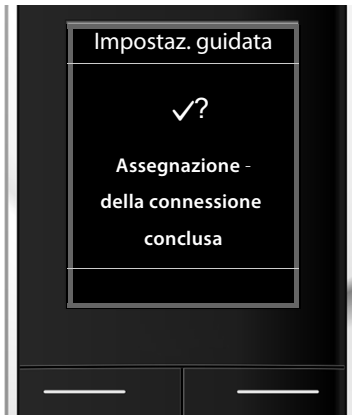 Impostaz. guidata
✓?
Assegnazione -
della connessione
conclusa